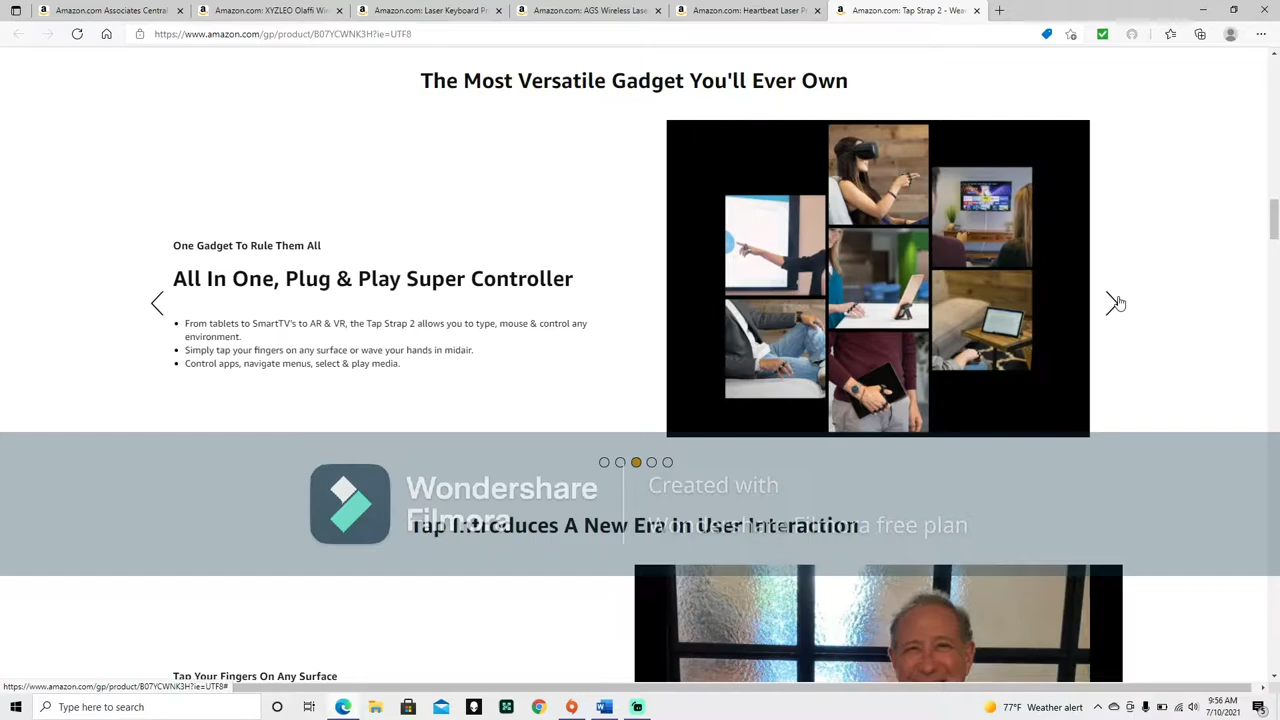 Amazon.com Associates Central
Amazon.com: XYZLEO Olaffi Wi
Amazon.com: Laser Keyboard Pr
Amazon.com: AGS Wireless Lase
Amazon.com: Heartbeat Laser Po
Amazon.com: Tap Strap 2 - Wea
https://www.amazon.com/gp/product/B07YCWNK3H?ie=UTF8
The Most Versatile Gadget You'll Ever Own
One Gadget To Rule Them All
All In One, Plug & Play Super Controller
• From tablets to SmartTV's to AR & VR, the Tap Strap 2 allows you to type, mouse & control any
environment.
• Simply tap your fingers on any surface or wave your hands in midair.
• Control apps, navigate menus, select & play media.
Wondershare
Filmora
Created with
Wondershare Filmora free plan
Tap Introduces A New Era in User Interaction
Tap Your Fingers On Any Surface
https://www.amazon.com/gp/product/B07YCWNK3H?ie=UTF8#
Type here to search
77°F Weather alert
9:56 AM
7/10/2021